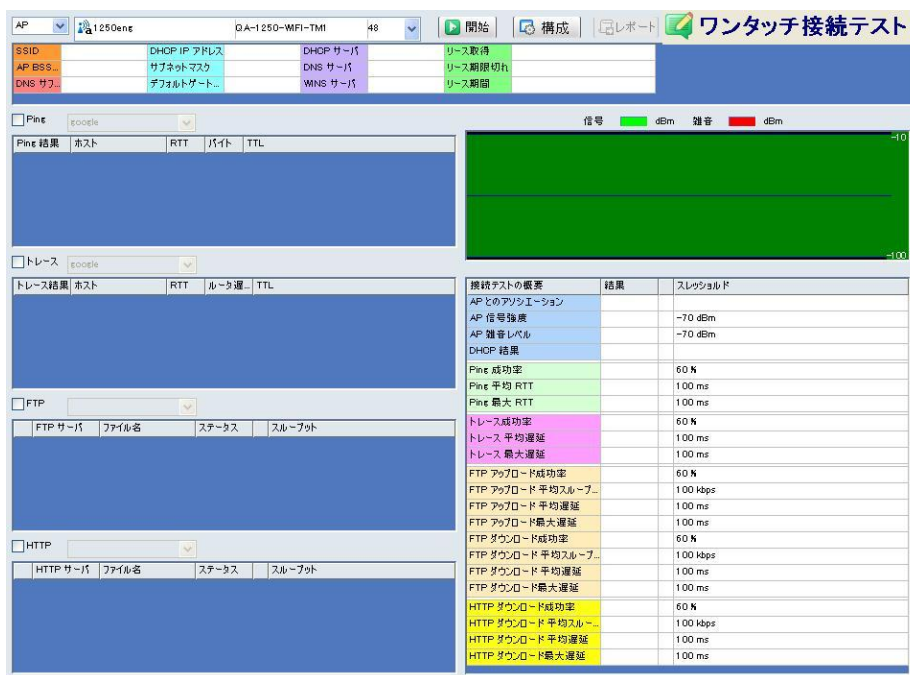 AP 1250eng QA-1250-WIFI-TM1 48 開始 構成 レポート ワンタッチ接続テスト
SSID DHCP IP アドレス DHCP サーバ リース取得
AP BSS... サブネットマスク DNS サーバ リース期限切れ
DNS サフ... デフォルトゲート... WINS サーバ リース期間
Ping google
Ping 結果 ホスト RTT バイト TTL
信号 dBm 雑音 dBm
-10
-100
トレース google
トレース結果 ホスト RTT ルータ遅... TTL
FTP
FTP サーバ ファイル名 ステータス スループット
HTTP
HTTP サーバ ファイル名 ステータス スループット
接続テストの概要 結果 スレッショルド
AP とのアソシエーション
AP 信号強度 -70 dBm
AP 雑音レベル -70 dBm
DHCP 結果
Ping 成功率 60 %
Ping 平均 RTT 100 ms
Ping 最大 RTT 100 ms
トレース成功率 60 %
トレース 平均遅延 100 ms
トレース 最大遅延 100 ms
FTP アップロード成功率 60 %
FTP アップロード 平均スループ... 100 kbps
FTP アップロード 平均遅延 100 ms
FTP アップロード最大遅延 100 ms
FTP ダウンロード成功率 60 %
FTP ダウンロード 平均スループ... 100 kbps
FTP ダウンロード 平均遅延 100 ms
FTP ダウンロード最大遅延 100 ms
HTTP ダウンロード成功率 60 %
HTTP ダウンロード 平均スルー... 100 kbps
HTTP ダウンロード 平均遅延 100 ms
HTTP ダウンロード最大遅延 100 ms